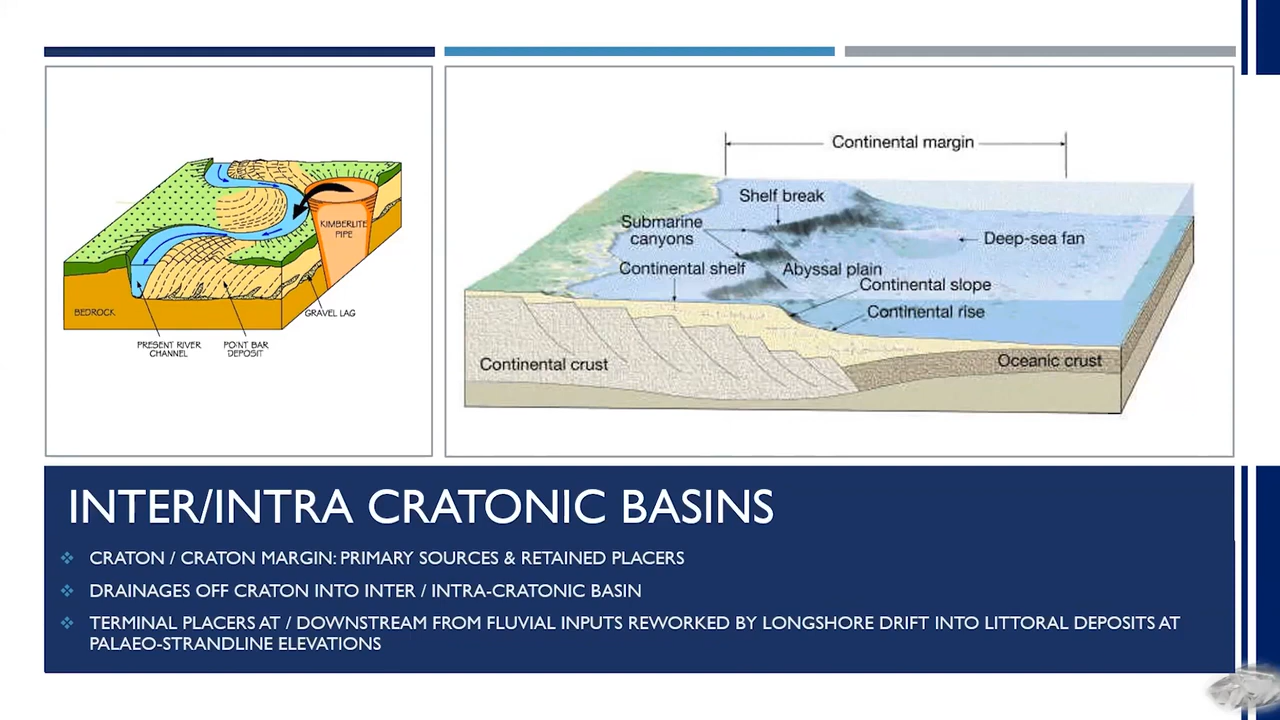 KIMBERLITE
PIPE
BEDROCK
GRAVEL LAG
PRESENT RIVER
CHANNEL
POINT BAR
DEPOSIT
Continental margin
Shelf break
Submarine
canyons
Deep-sea fan
Continental shelf
Abyssal plain
Continental slope
Continental rise
Continental crust
Oceanic crust
INTER/INTRA CRATONIC BASINS
CRATON / CRATON MARGIN: PRIMARY SOURCES & RETAINED PLACERS
DRAINAGES OFF CRATON INTO INTER / INTRA-CRATONIC BASIN
TERMINAL PLACERS AT / DOWNSTREAM FROM FLUVIAL INPUTS REWORKED BY LONGSHORE DRIFT INTO LITTORAL DEPOSITS AT
PALAEO-STRANDLINE ELEVATIONS